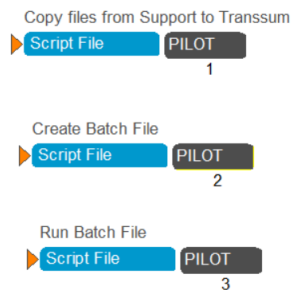 Copy files from Support to Transsum
Script File PILOT
1
Create Batch File
Script File PILOT
2
Run Batch File
Script File PILOT
3